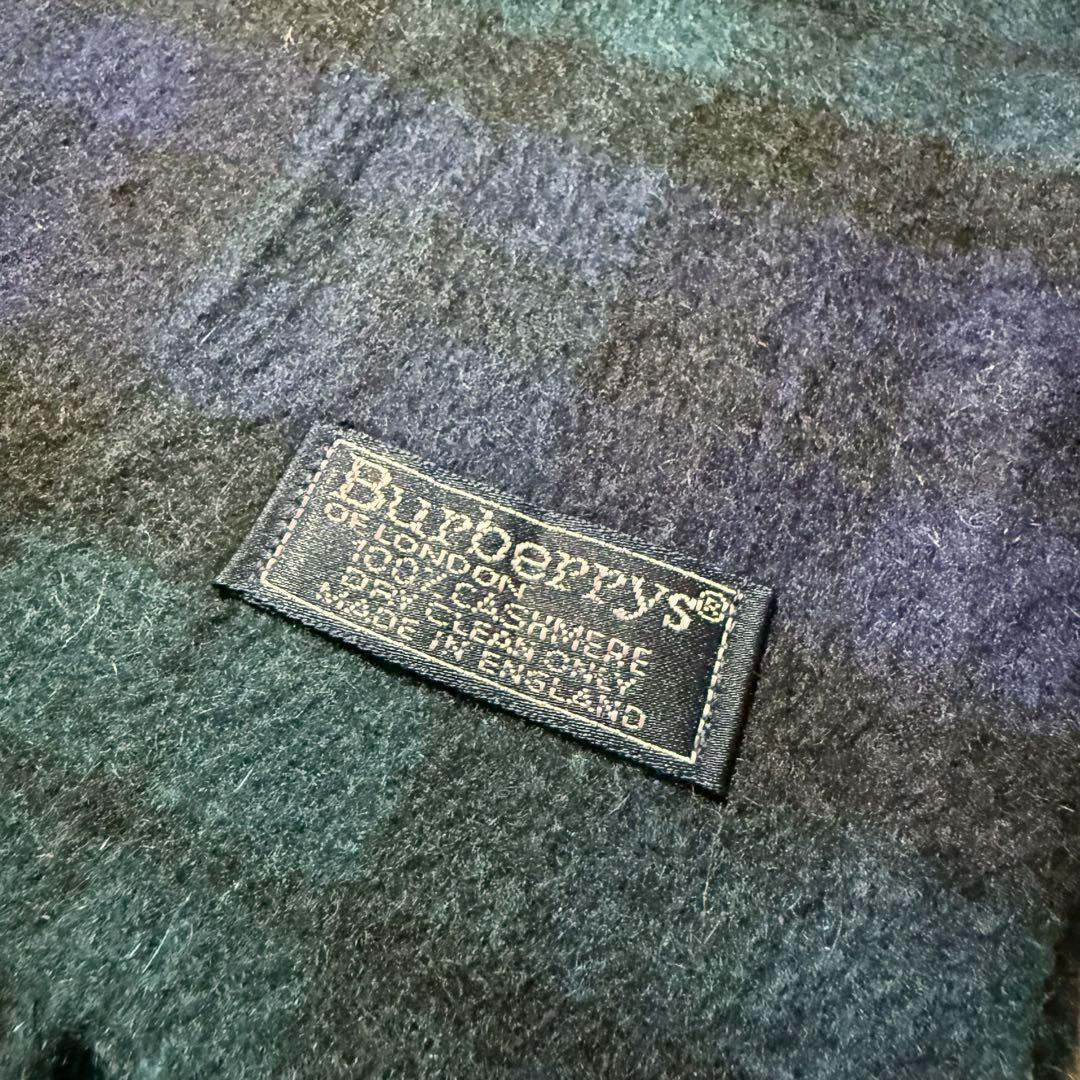 Burberrys®
OF LONDON
100% CASHMERE
DRY CLEAN ONLY
MADE IN ENGLAND